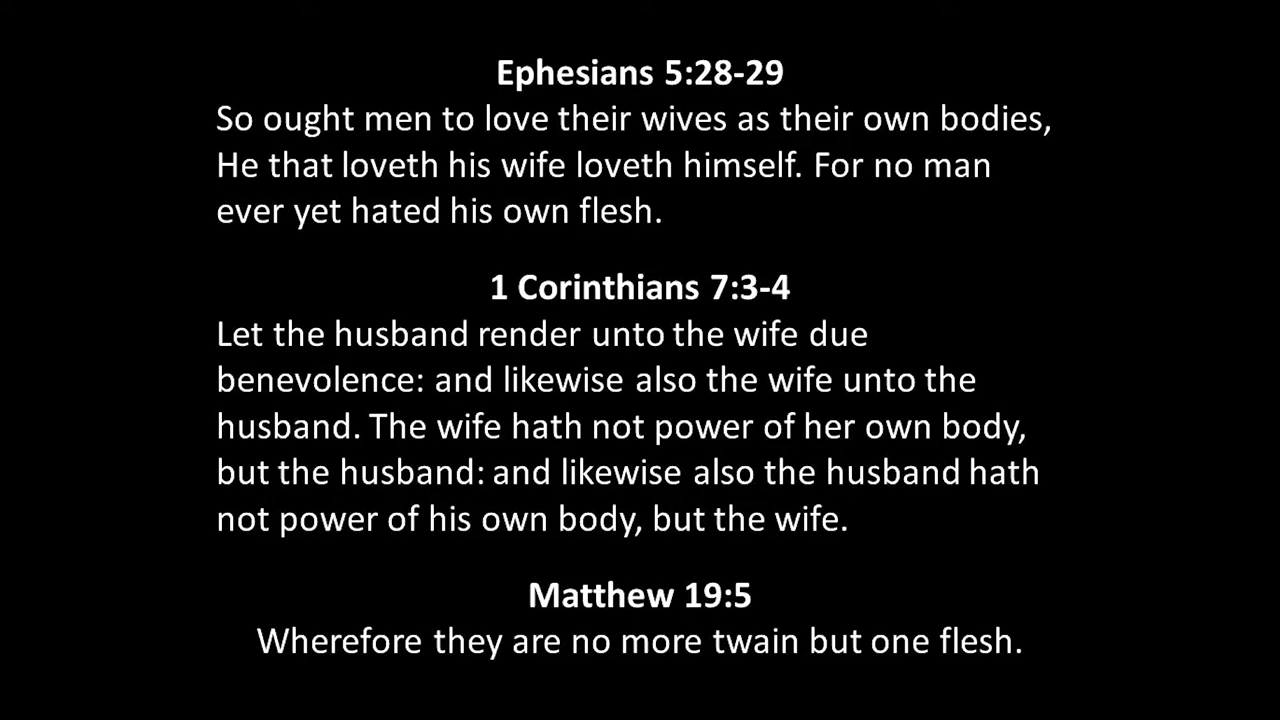 Ephesians 5:28-29
So ought men to love their wives as their own bodies,
He that loveth his wife loveth himself. For no man
ever yet hated his own flesh.
1 Corinthians 7:3-4
Let the husband render unto the wife due
benevolence: and likewise also the wife unto the
husband. The wife hath not power of her own body,
but the husband: and likewise also the husband hath
not power of his own body, but the wife.
Matthew 19:5
Wherefore they are no more twain but one flesh.